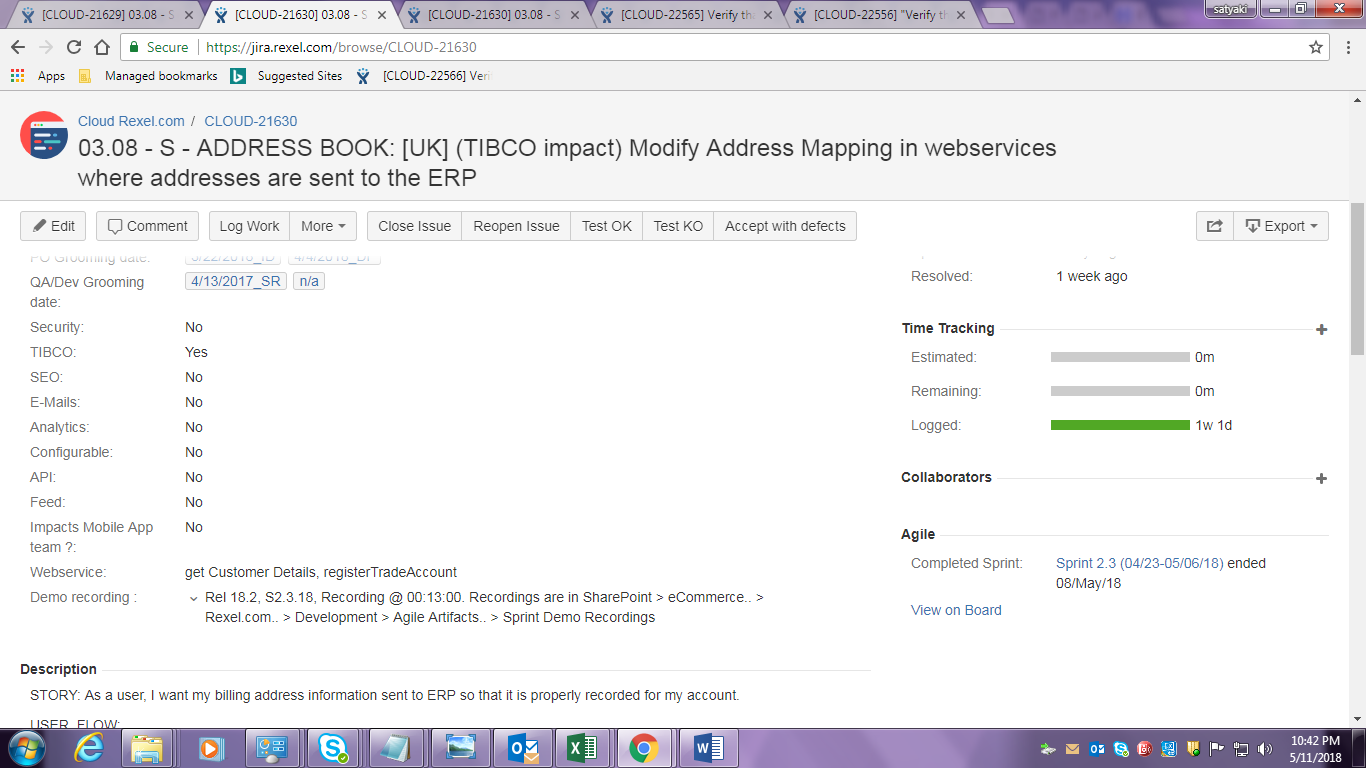 [CLOUD-21629] 03.08 - S
[CLOUD-21630] 03.08 - S
[CLOUD-21630] 03.08 - S
[CLOUD-22565] Verify th
[CLOUD-22556] "Verify th
satyaki
Secure
https://jira.rexel.com/browse/CLOUD-21630
Apps
Managed bookmarks
Suggested Sites
[CLOUD-22566] Veri
Cloud Rexel.com / CLOUD-21630
03.08 - S - ADDRESS BOOK: [UK] (TIBCO impact) Modify Address Mapping in webservices
where addresses are sent to the ERP
Edit
Comment
Log Work
More
Close Issue
Reopen Issue
Test OK
Test KO
Accept with defects
Export
PO Grooming date:
QA/Dev Grooming
date:
4/13/2017_SR n/a
Security: No
TIBCO: Yes
SEO: No
E-Mails: No
Analytics: No
Configurable: No
API: No
Feed: No
Impacts Mobile App
team ?:
No
Webservice: get Customer Details, registerTradeAccount
Demo recording : Rel 18.2, S2.3.18, Recording @ 00:13:00. Recordings are in SharePoint > eCommerce.. >
Rexel.com.. > Development > Agile Artifacts.. > Sprint Demo Recordings
Description
STORY: As a user, I want my billing address information sent to ERP so that it is properly recorded for my account.
USER FLOW:
Resolved: 1 week ago
Time Tracking
Estimated: 0m
Remaining: 0m
Logged: 1w 1d
Collaborators
Agile
Completed Sprint: Sprint 2.3 (04/23-05/06/18) ended
08/May/18
View on Board
10:42 PM
5/11/2018